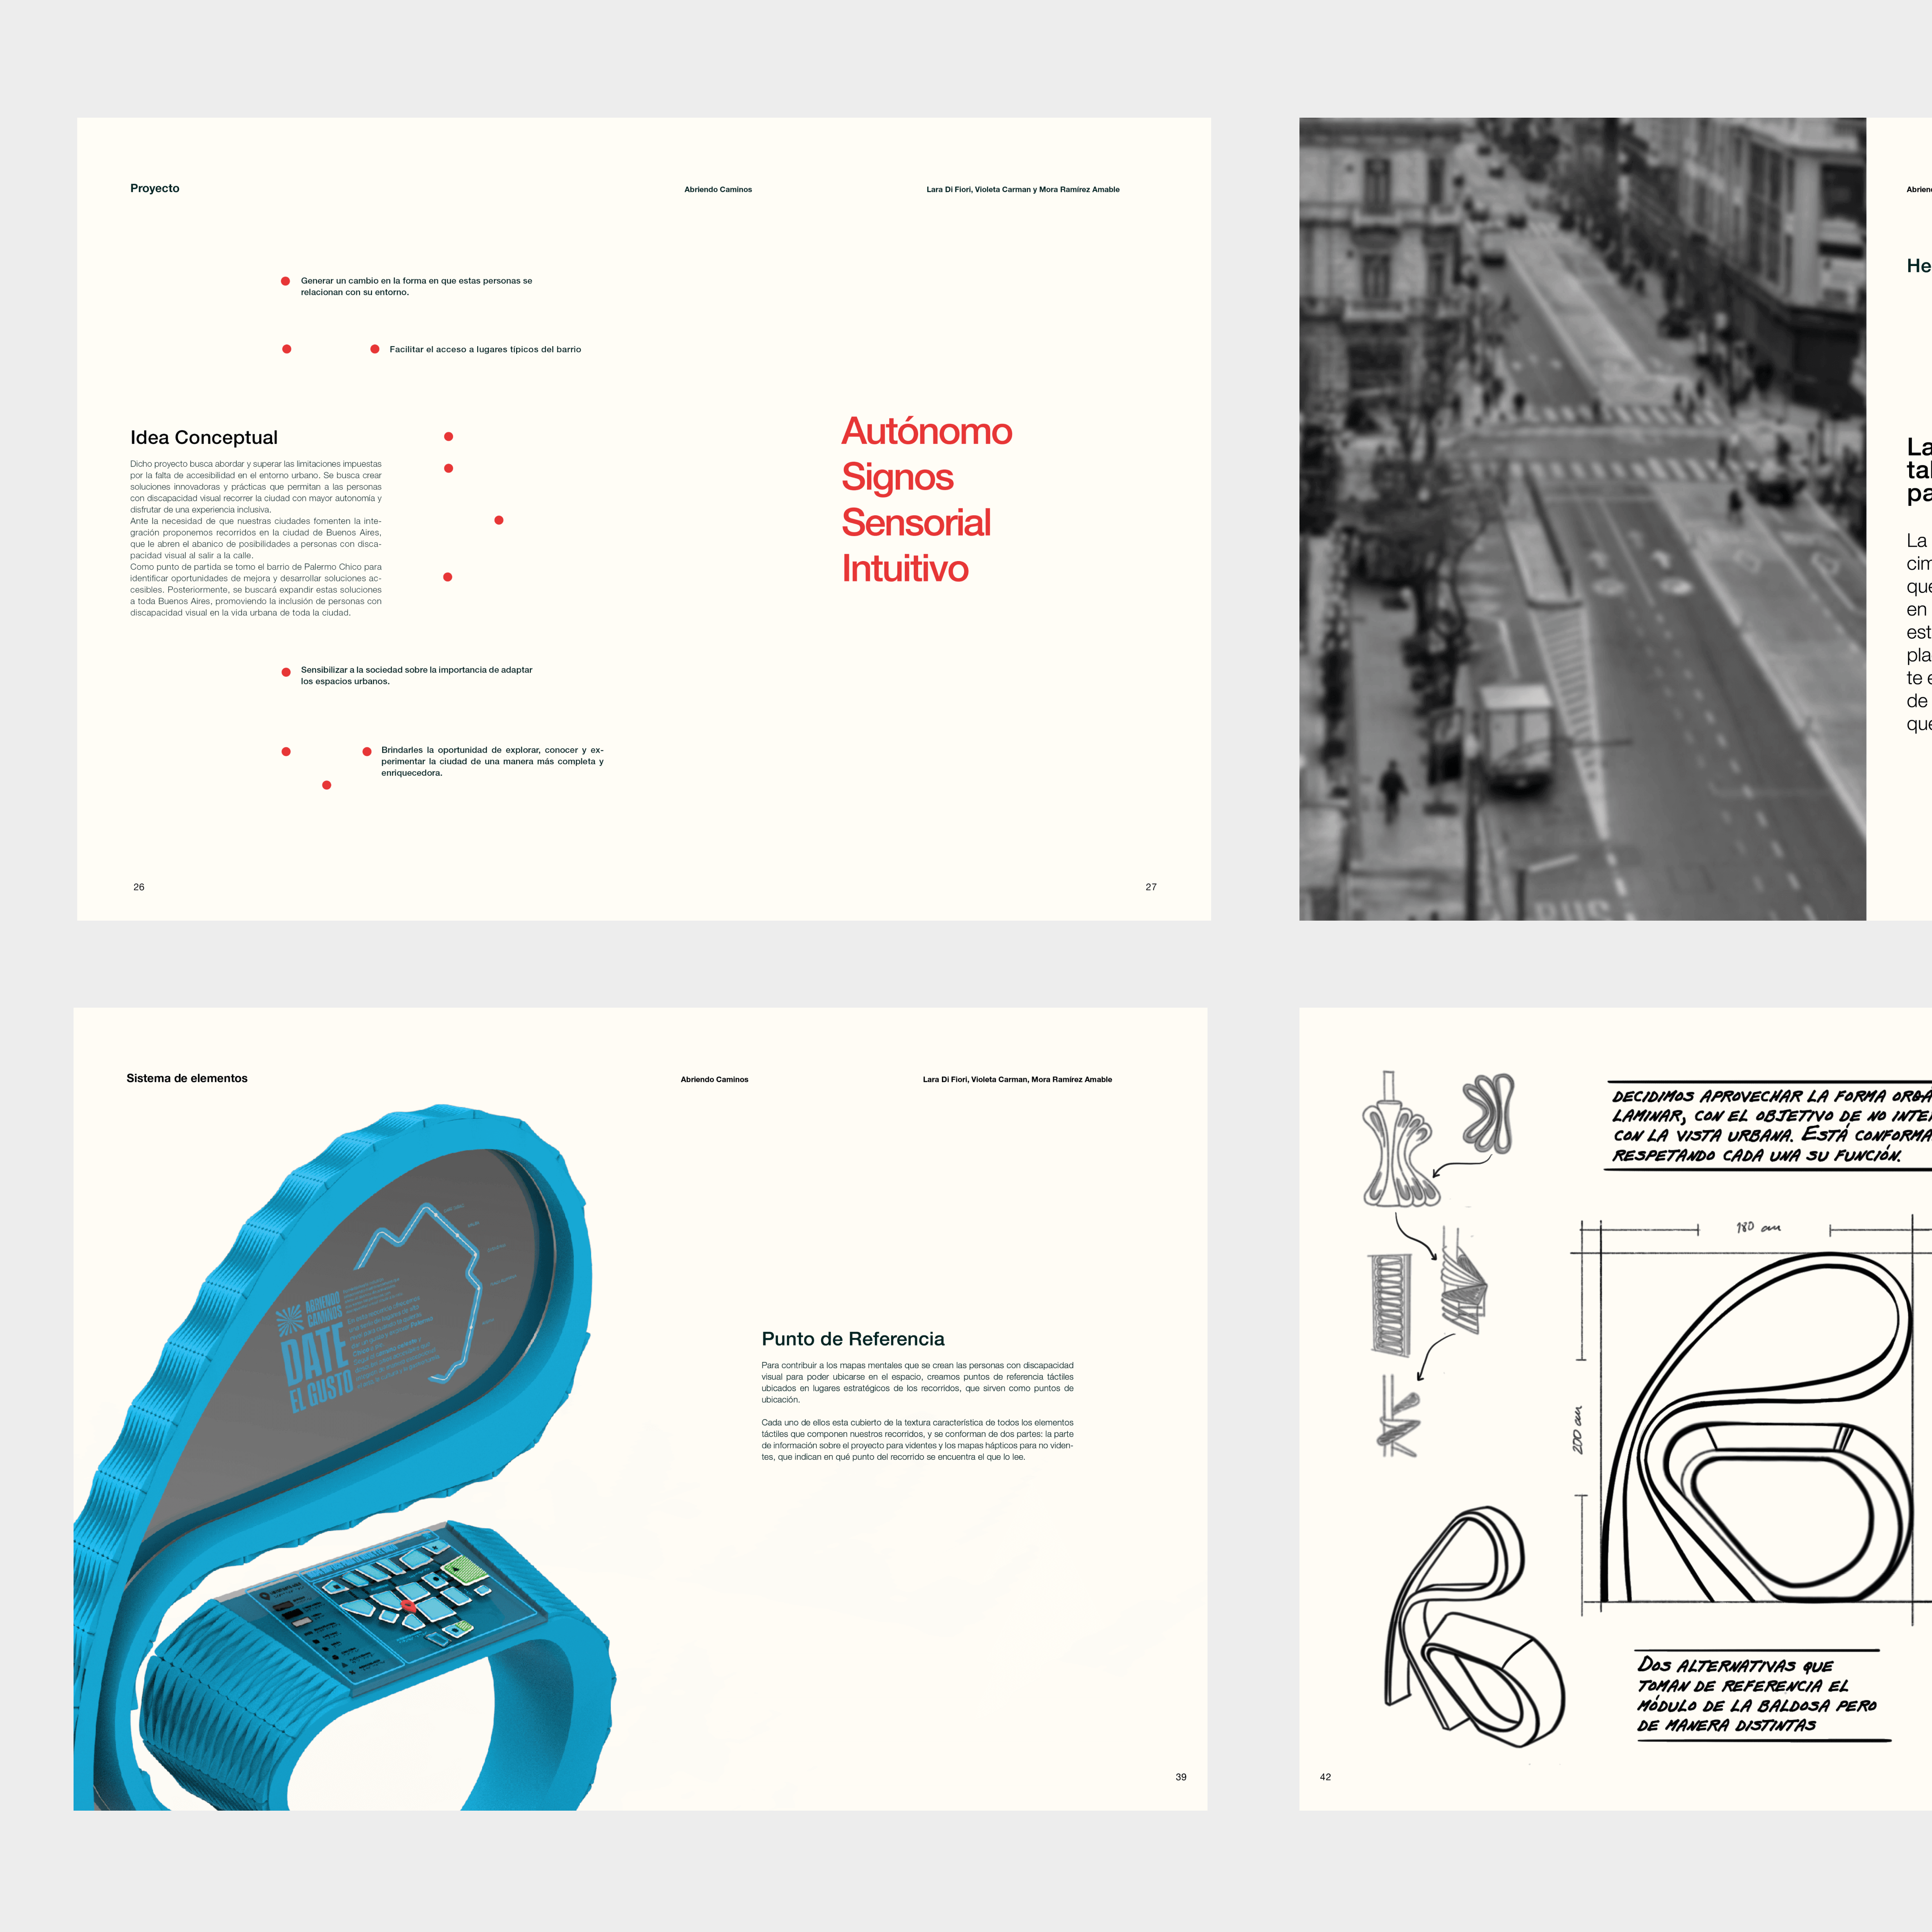 Proyecto
Abriendo Caminos
Lara Di Fiori, Violeta Carman y Mora Ramírez Amable
Generar un cambio en la forma en que estas personas se
relacionan con su entorno.
Facilitar el acceso a lugares típicos del barrio
Idea Conceptual
Dicho proyecto busca abordar y superar las limitaciones impuestas
por la falta de accesibilidad en el entorno urbano. Se busca crear
soluciones innovadoras y prácticas que permitan a las personas
con discapacidad visual recorrer la ciudad con mayor autonomía y
disfrutar de una experiencia inclusiva.
Ante la necesidad de que nuestras ciudades fomenten la inte-
gración proponemos recorridos en la ciudad de Buenos Aires,
que le abren el abanico de posibilidades a personas con disca-
pacidad visual al salir a la calle.
Como punto de partida se tomo el barrio de Palermo Chico para
identificar oportunidades de mejora y desarrollar soluciones ac-
cesibles. Posteriormente, se buscará expandir estas soluciones
a toda Buenos Aires, promoviendo la inclusión de personas con
discapacidad visual en la vida urbana de toda la ciudad.
Sensibilizar a la sociedad sobre la importancia de adaptar
los espacios urbanos.
Brindarles la oportunidad de explorar, conocer y ex-
perimentar la ciudad de una manera más completa y
enriquecedora.
Autónomo
Signos
Sensorial
Intuitivo
26
27
BUS
Abrien
He
La
tal
pa
La
cim
que
en
est
pla
te e
de
que
Sistema de elementos
Abriendo Caminos
Lara Di Fiori, Violeta Carman, Mora Ramírez Amable
ABRIENDO
CAMINOS
DATE
EL GUSTO
Punto de Referencia
Para contribuir a los mapas mentales que se crean las personas con discapacidad
visual para poder ubicarse en el espacio, creamos puntos de referencia táctiles
ubicados en lugares estratégicos de los recorridos, que sirven como puntos de
ubicación.
Cada uno de ellos esta cubierto de la textura característica de todos los elementos
táctiles que componen nuestros recorridos, y se conforman de dos partes: la parte
de información sobre el proyecto para videntes y los mapas hápticos para no viden-
tes, que indican en qué punto del recorrido se encuentra el que lo lee.
39
DECIDIMOS APROVECHAR LA FORMA ORGA
LAMINAR, CON EL OBJETIVO DE NO INTER
CON LA VISTA URBANA. ESTÁ CONFORMA
RESPETANDO CADA UNA SU FUNCIÓN.
180 cm
200 cm
DOS ALTERNATIVAS QUE
TOMAN DE REFERENCIA EL
MÓDULO DE LA BALDOSA PERO
DE MANERA DISTINTAS
42